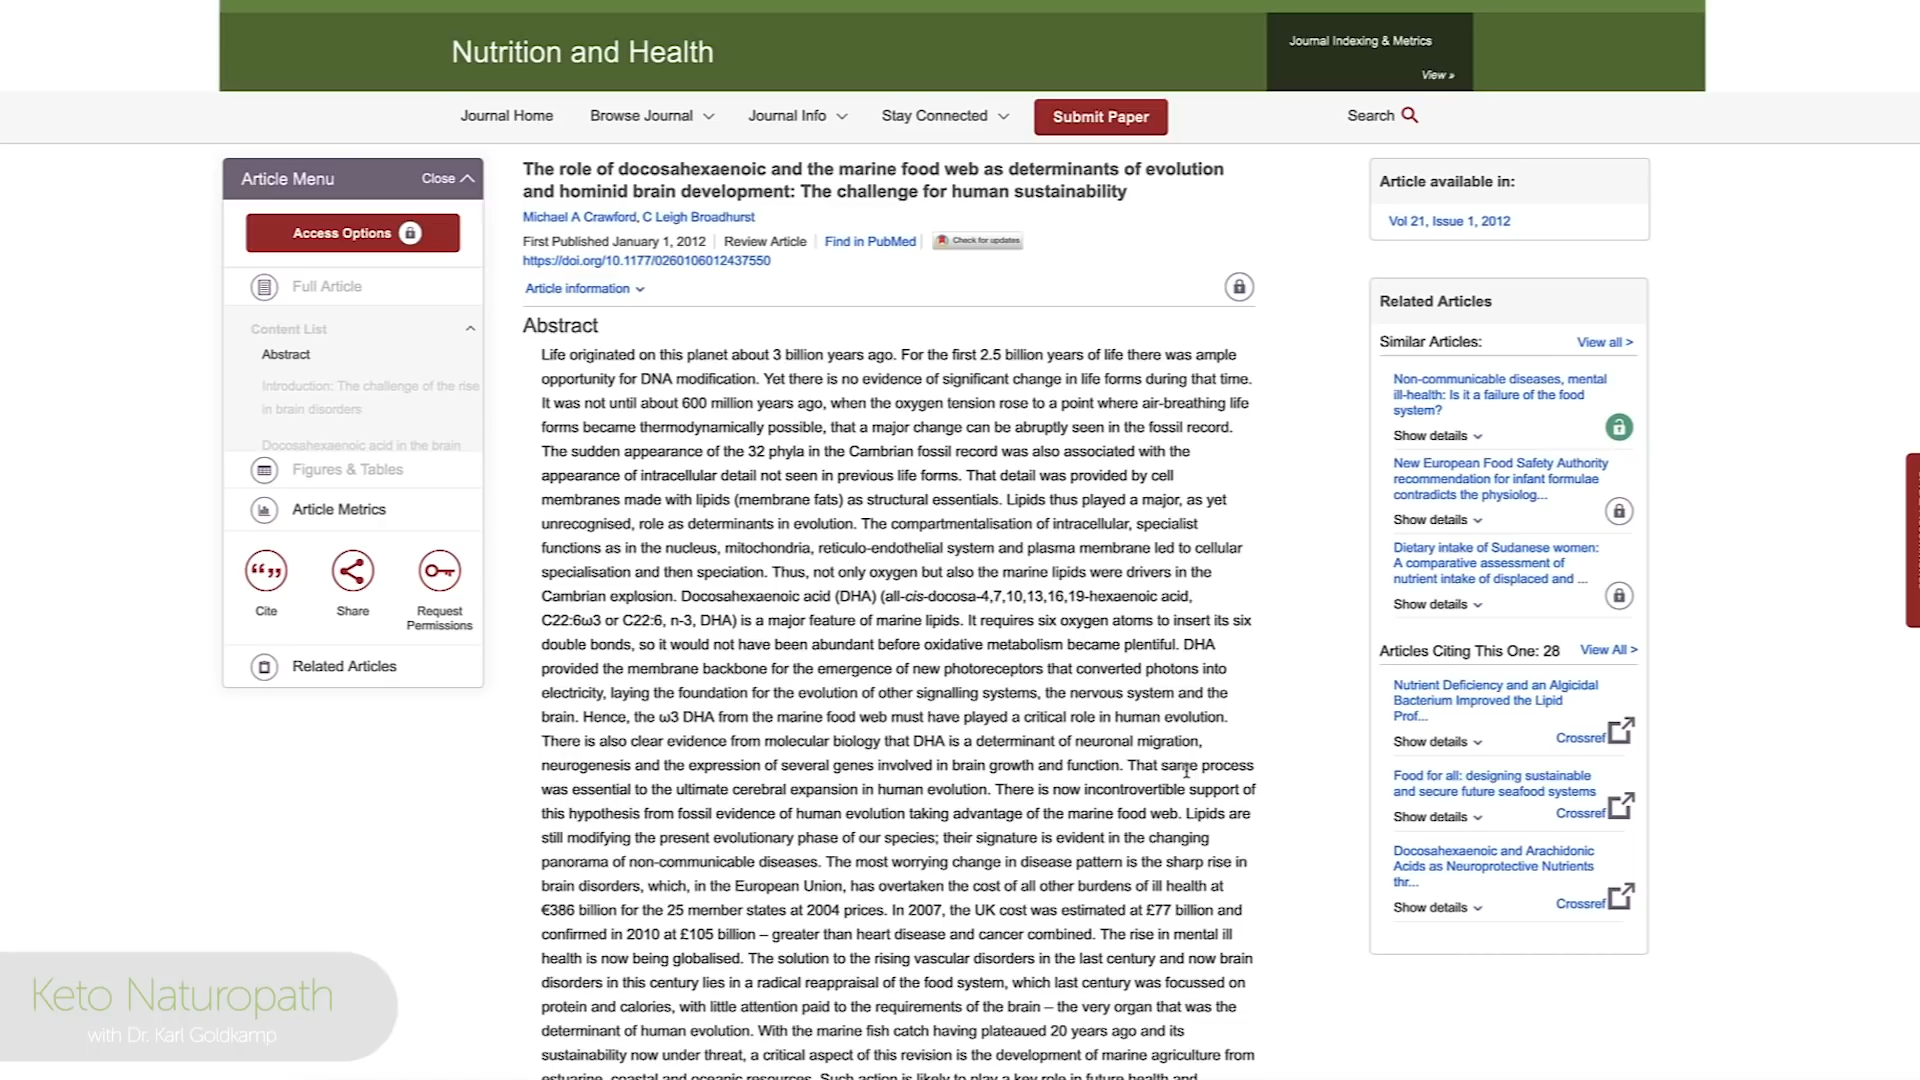 Nutrition and Health
Journal Indexing & Metrics
View »
Journal Home
Browse Journal
Journal Info
Stay Connected
Submit Paper
Search
Article Menu
Close
Access Options
Full Article
Content List
Abstract
Introduction: The challenge of the rise
in brain disorders
Docosahexaenoic acid in the brain
Figures & Tables
Article Metrics
Cite
Share
Request
Permissions
Related Articles
The role of docosahexaenoic and the marine food web as determinants of evolution
and hominid brain development: The challenge for human sustainability
Michael A Crawford, C Leigh Broadhurst
First Published January 1, 2012 | Review Article | Find in PubMed | Check for updates
https://doi.org/10.1177/0260106012437550
Article information
Abstract
Life originated on this planet about 3 billion years ago. For the first 2.5 billion years of life there was ample
opportunity for DNA modification. Yet there is no evidence of significant change in life forms during that time.
It was not until about 600 million years ago, when the oxygen tension rose to a point where air-breathing life
forms became thermodynamically possible, that a major change can be abruptly seen in the fossil record.
The sudden appearance of the 32 phyla in the Cambrian fossil record was also associated with the
appearance of intracellular detail not seen in previous life forms. That detail was provided by cell
membranes made with lipids (membrane fats) as structural essentials. Lipids thus played a major, as yet
unrecognised, role as determinants in evolution. The compartmentalisation of intracellular, specialist
functions as in the nucleus, mitochondria, reticulo-endothelial system and plasma membrane led to cellular
specialisation and then speciation. Thus, not only oxygen but also the marine lipids were drivers in the
Cambrian explosion. Docosahexaenoic acid (DHA) (all-cis-docosa-4,7,10,13,16,19-hexaenoic acid,
C22:6ω3 or C22:6, n-3, DHA) is a major feature of marine lipids. It requires six oxygen atoms to insert its six
double bonds, so it would not have been abundant before oxidative metabolism became plentiful. DHA
provided the membrane backbone for the emergence of new photoreceptors that converted photons into
electricity, laying the foundation for the evolution of other signalling systems, the nervous system and the
brain. Hence, the ω3 DHA from the marine food web must have played a critical role in human evolution.
There is also clear evidence from molecular biology that DHA is a determinant of neuronal migration,
neurogenesis and the expression of several genes involved in brain growth and function. That same process
was essential to the ultimate cerebral expansion in human evolution. There is now incontrovertible support of
this hypothesis from fossil evidence of human evolution taking advantage of the marine food web. Lipids are
still modifying the present evolutionary phase of our species; their signature is evident in the changing
panorama of non-communicable diseases. The most worrying change in disease pattern is the sharp rise in
brain disorders, which, in the European Union, has overtaken the cost of all other burdens of ill health at
€386 billion for the 25 member states at 2004 prices. In 2007, the UK cost was estimated at £77 billion and
confirmed in 2010 at £105 billion – greater than heart disease and cancer combined. The rise in mental ill
health is now being globalised. The solution to the rising vascular disorders in the last century and now brain
disorders in this century lies in a radical reappraisal of the food system, which last century was focussed on
protein and calories, with little attention paid to the requirements of the brain – the very organ that was the
determinant of human evolution. With the marine fish catch having plateaued 20 years ago and its
sustainability now under threat, a critical aspect of this revision is the development of marine agriculture from
estuarine, coastal and oceanic resources. Such action is likely to play a key role in future health and
Article available in:
Vol 21, Issue 1, 2012
Related Articles
Similar Articles:
View all >
Non-communicable diseases, mental
ill-health: Is it a failure of the food
system?
Show details
New European Food Safety Authority
recommendation for infant formulae
contradicts the physiolog...
Show details
Dietary intake of Sudanese women:
A comparative assessment of
nutrient intake of displaced and ...
Show details
Articles Citing This One: 28
View All >
Nutrient Deficiency and an Algicidal
Bacterium Improved the Lipid
Prof...
Crossref
Show details
Food for all: designing sustainable
and secure future seafood systems
Crossref
Show details
Docosahexaenoic and Arachidonic
Acids as Neuroprotective Nutrients
thr...
Crossref
Show details
Keto Naturopath
with Dr. Karl Goldkamp